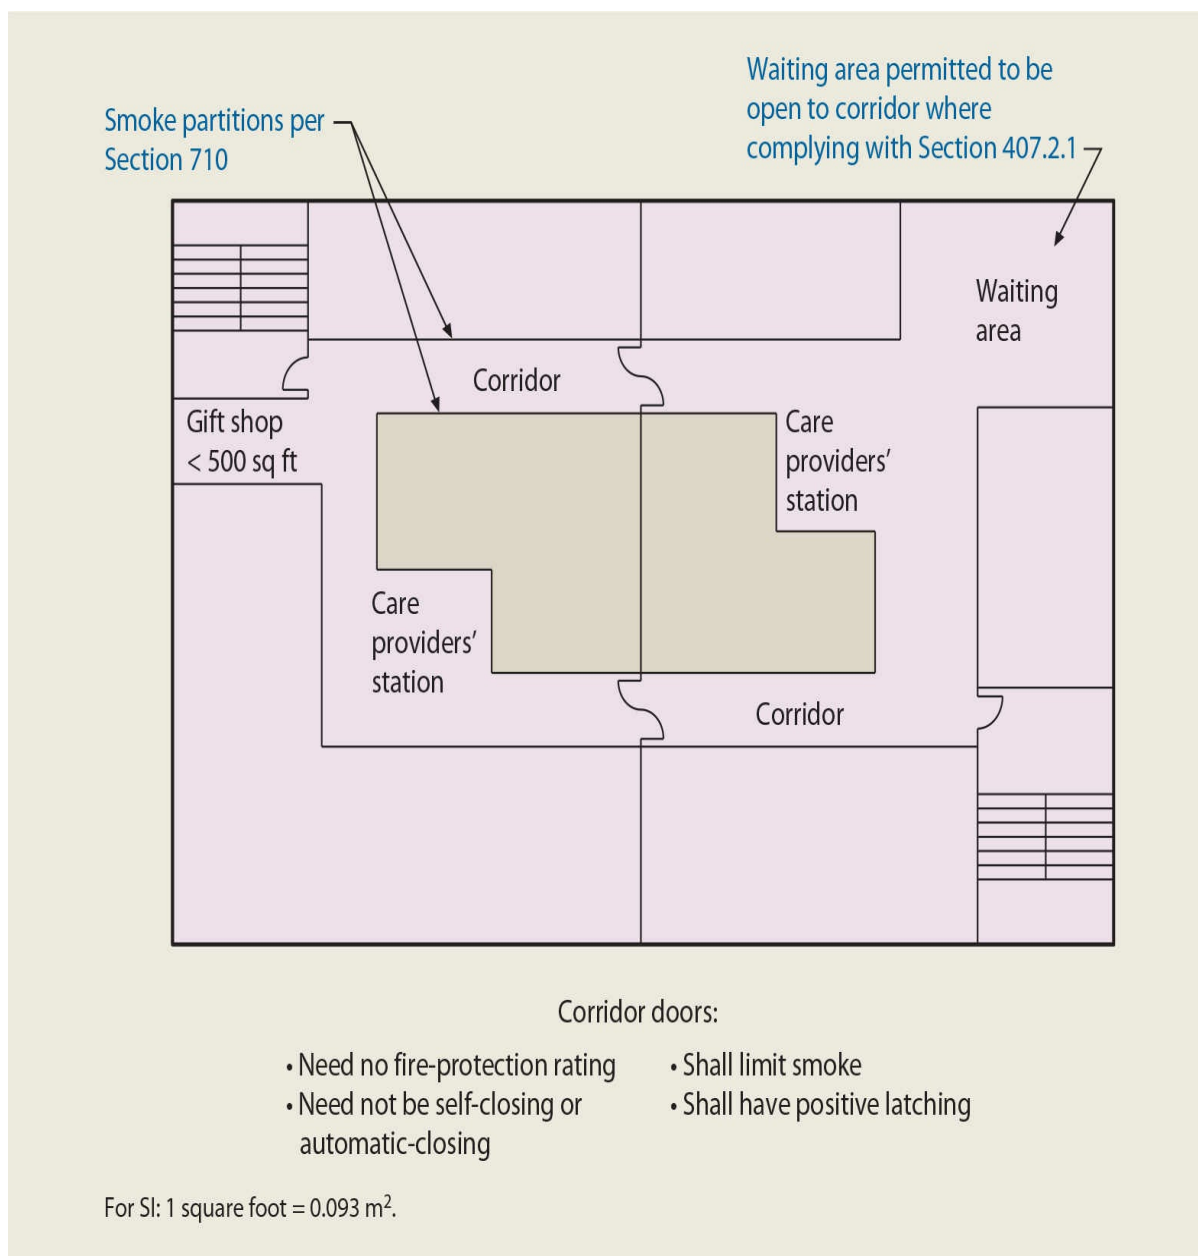 Smoke partitions per
Section 710
Waiting area permitted to be
open to corridor where
complying with Section 407.2.1
Waiting
area
Corridor
Gift shop
< 500 sq ft
Care
providers'
station
Care
providers'
station
Corridor
Corridor doors:
• Need no fire-protection rating
• Need not be self-closing or
automatic-closing
• Shall limit smoke
• Shall have positive latching
For SI: 1 square foot = 0.093 m².